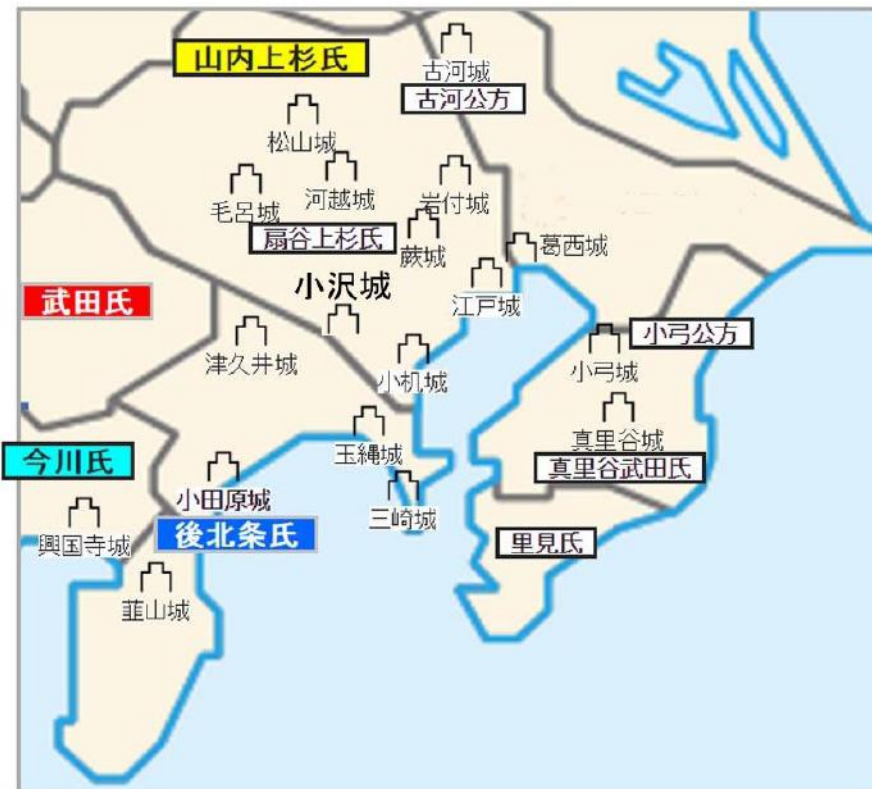 山内上杉氏
古河城
古河公方
松山城
毛呂城
河越城
岩付城
扇谷上杉氏
蕨城
葛西城
小沢城
江戸城
武田氏
津久井城
小机城
小弓公方
小弓城
真里谷城
真里谷武田氏
玉縄城
今川氏
小田原城
三崎城
後北条氏
興国寺城
里見氏
韮山城